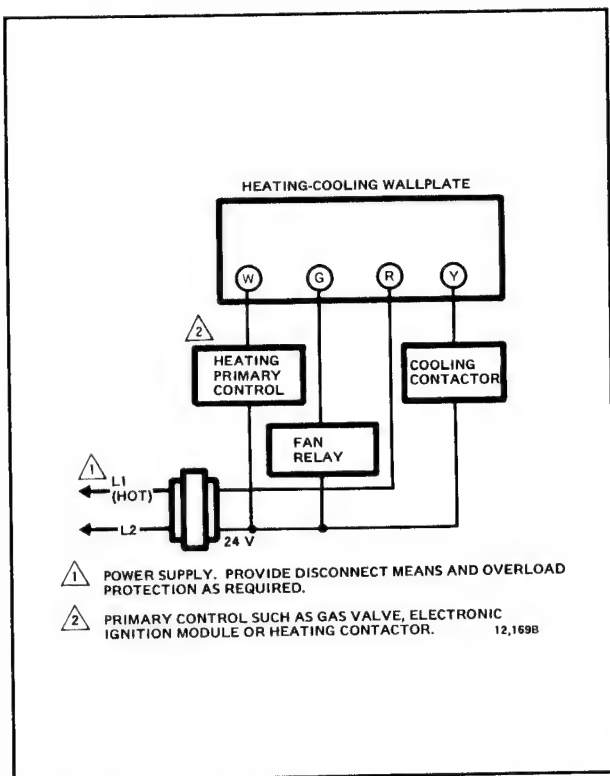 HEATING-COOLING WALLPLATE
W G R Y
2
HEATING
PRIMARY
CONTROL
COOLING
CONTACTOR
FAN
RELAY
1
L1
(HOT)
L2
24 V
1 POWER SUPPLY. PROVIDE DISCONNECT MEANS AND OVERLOAD
PROTECTION AS REQUIRED.
2 PRIMARY CONTROL SUCH AS GAS VALVE, ELECTRONIC
IGNITION MODULE OR HEATING CONTACTOR. 12,169B